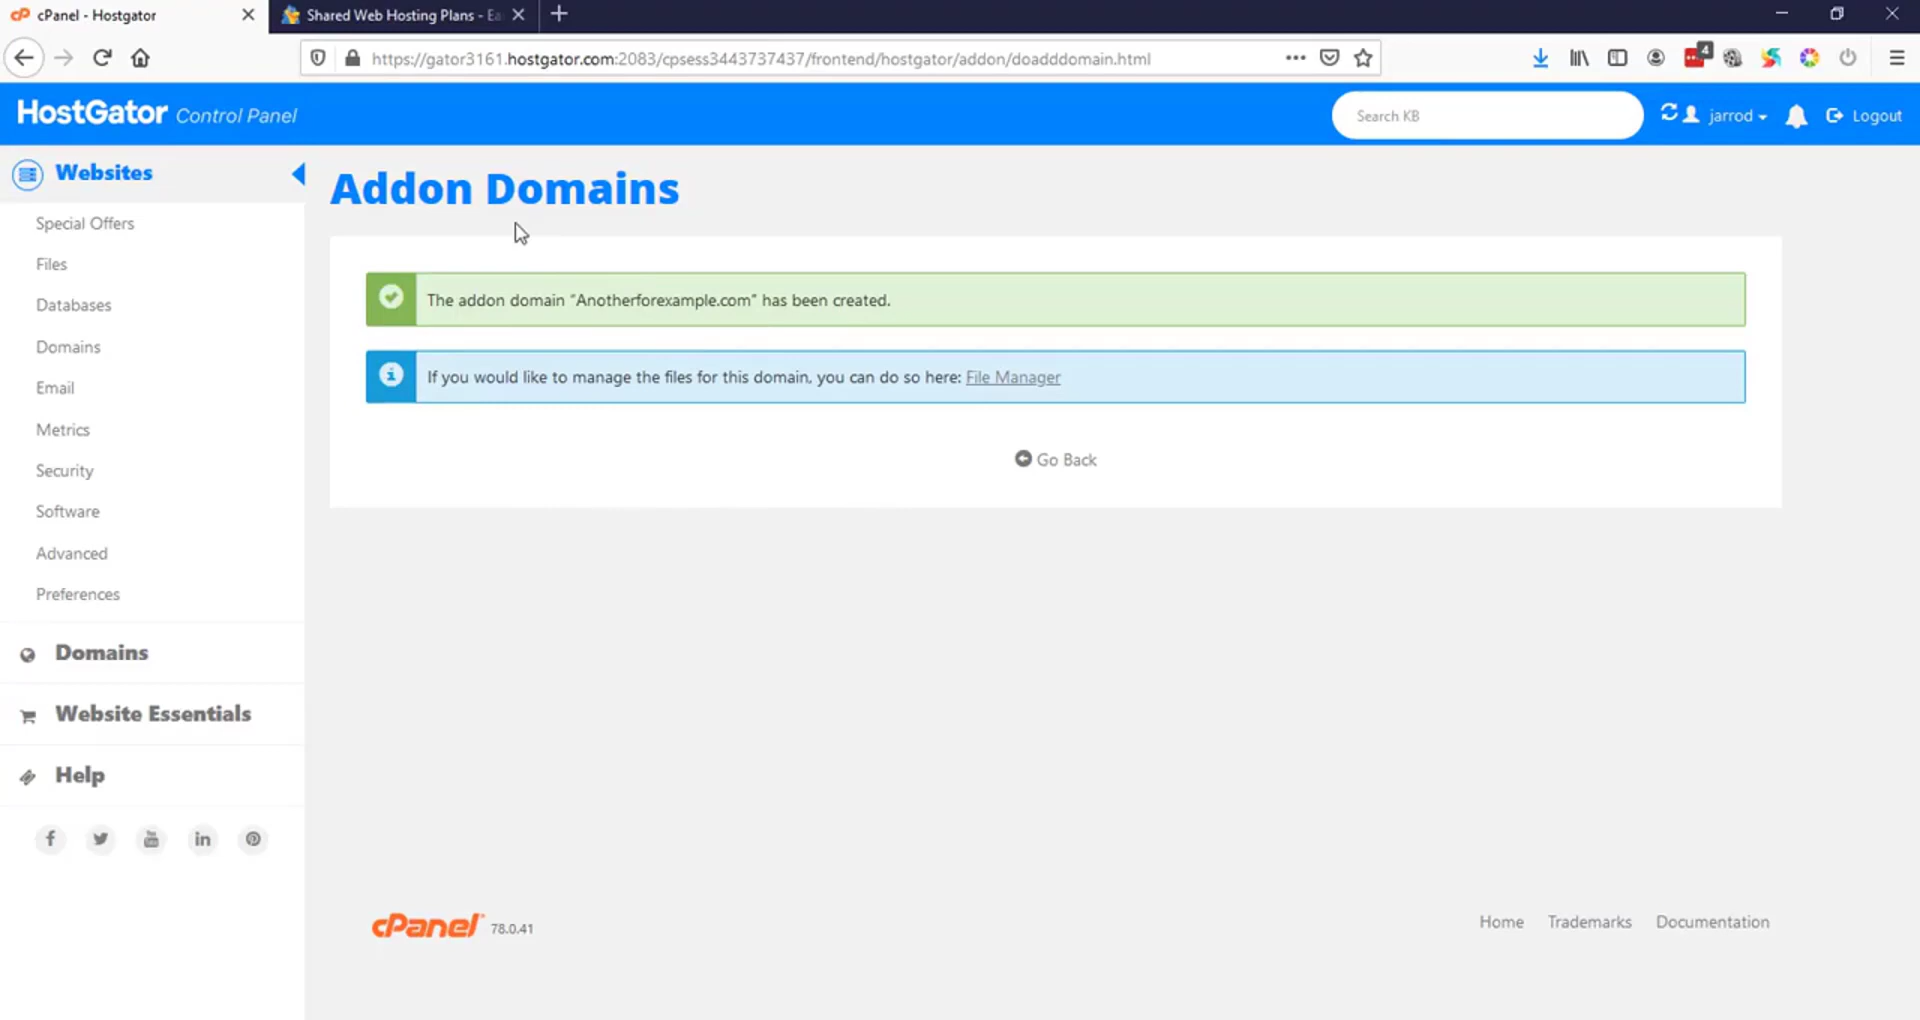 cPanel - Hostgator
Shared Web Hosting Plans - Ea
https://gator3161.hostgator.com:2083/cpsess3443737437/frontend/hostgator/addon/doadddomain.html
4
HostGator Control Panel
Search KB
jarrod
Logout
Websites
Special Offers
Files
Databases
Domains
Email
Metrics
Security
Software
Advanced
Preferences
Domains
Website Essentials
Help
Addon Domains
The addon domain “Anotherforexample.com” has been created.
If you would like to manage the files for this domain, you can do so here: File Manager
Go Back
cPanel 78.0.41
Home Trademarks Documentation